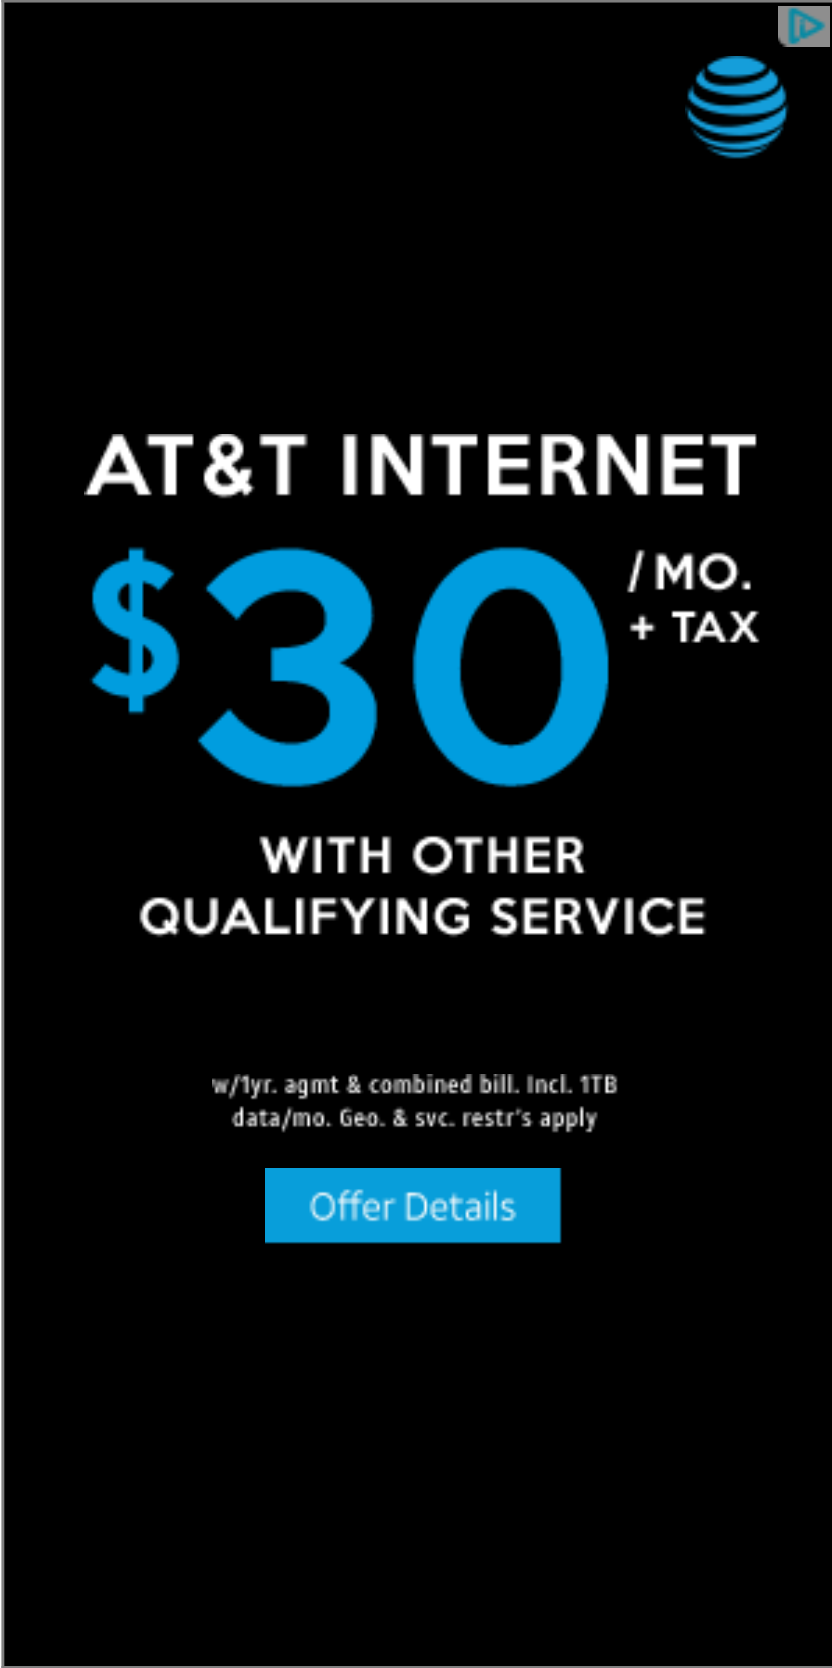 AT&T INTERNET
$30 /MO.
+ TAX
WITH OTHER
QUALIFYING SERVICE
w/1yr. agmt & combined bill. Incl. 1TB
data/mo. Geo. & svc. restr's apply
Offer Details